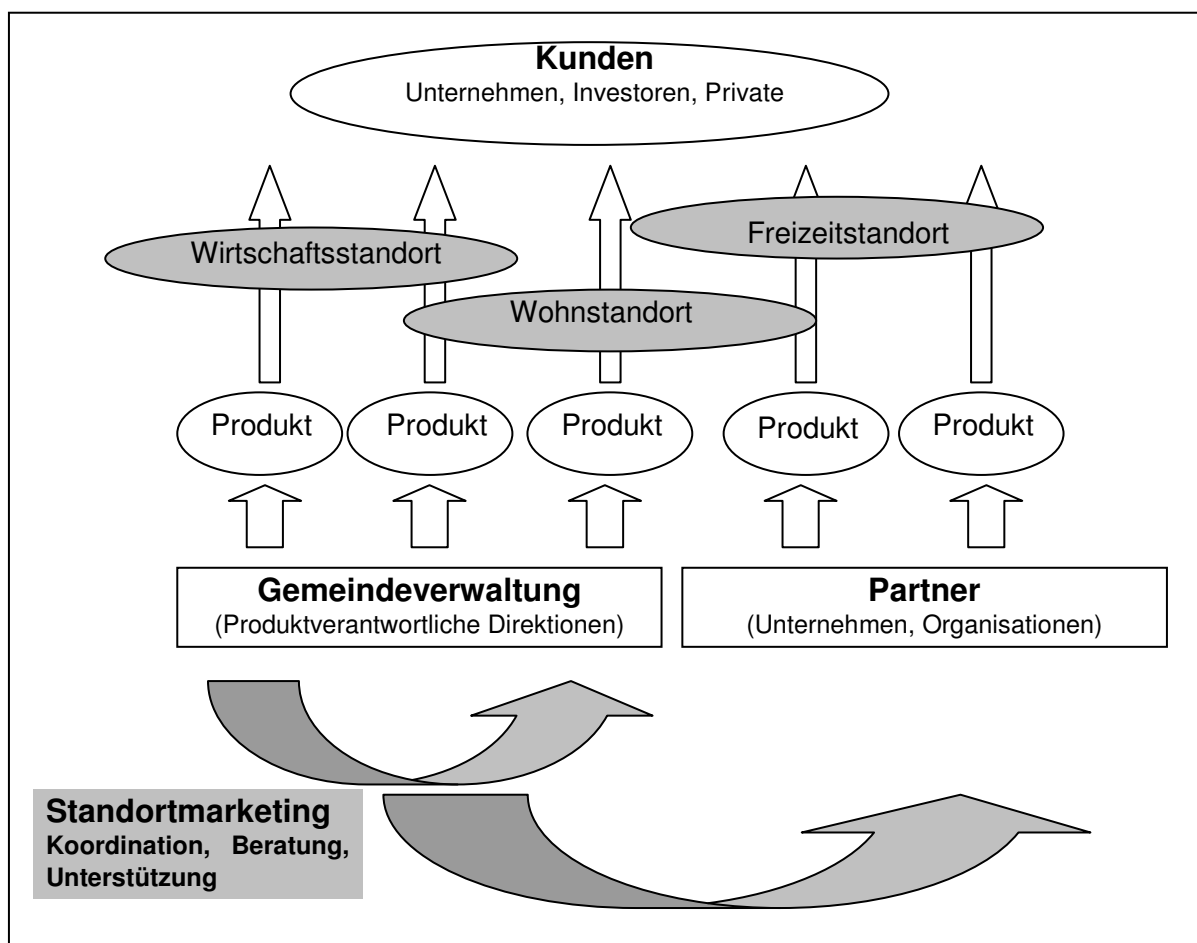 Kunden
Unternehmen, Investoren, Private
Wirtschaftsstandort
Freizeitstandort
Wohnstandort
Produkt
Produkt
Produkt
Produkt
Produkt
Gemeindeverwaltung
(Produktverantwortliche Direktionen)
Partner
(Unternehmen, Organisationen)
Standortmarketing
Koordination, Beratung,
Unterstützung